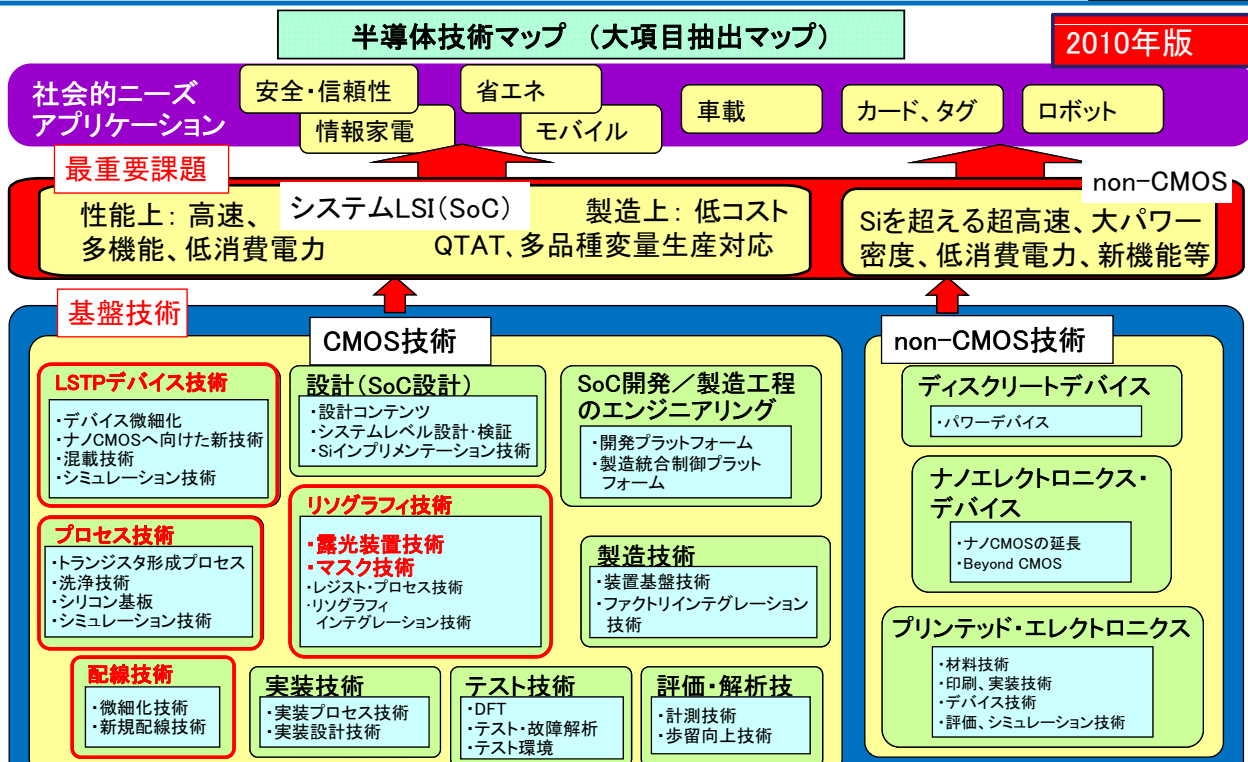 半導体技術マップ （大項目抽出マップ）
2010年版
社会的ニーズ
アプリケーション
安全・信頼性
情報家電
省エネ
モバイル
車載
カード、タグ
ロボット
最重要課題
システムLSI（SoC）
性能上： 高速、
多機能、低消費電力
製造上： 低コスト
QTAT、多品種変量生産対応
non-CMOS
Siを超える超高速、大パワー
密度、低消費電力、新機能等
基盤技術
CMOS技術
LSTPデバイス技術
・デバイス微細化
・ナノCMOSへ向けた新技術
・混載技術
・シミュレーション技術
設計（SoC設計）
・設計コンテンツ
・システムレベル設計・検証
・Siインプリメンテーション技術
SoC開発／製造工程
のエンジニアリング
・開発プラットフォーム
・製造統合制御プラット
フォーム
プロセス技術
・トランジスタ形成プロセス
・洗浄技術
・シリコン基板
・シミュレーション技術
リソグラフィ技術
・露光装置技術
・マスク技術
・レジスト・プロセス技術
・リソグラフィ
インテグレーション技術
製造技術
・装置基盤技術
・ファクトリインテグレーション
技術
配線技術
・微細化技術
・新規配線技術
実装技術
・実装プロセス技術
・実装設計技術
テスト技術
・DFT
・テスト・故障解析
・テスト環境
評価・解析技
・計測技術
・歩留向上技術
non-CMOS技術
ディスクリートデバイス
・パワーデバイス
ナノエレクトロニクス・
デバイス
・ナノCMOSの延長
・Beyond CMOS
プリンテッド・エレクトロニクス
・材料技術
・印刷、実装技術
・デバイス技術
・評価、シミュレーション技術